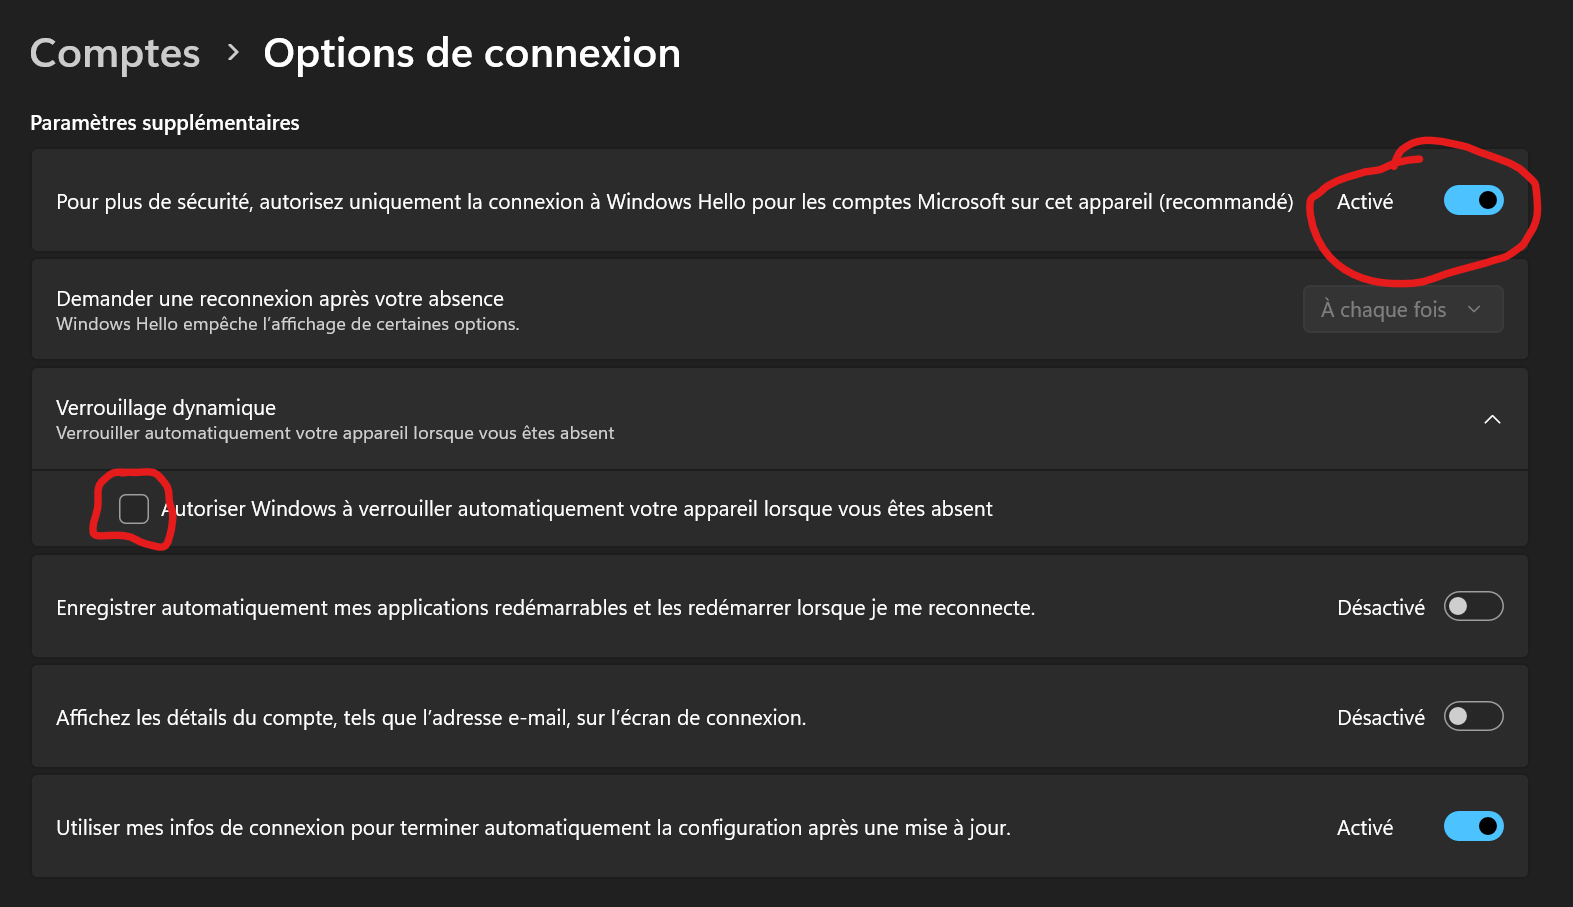 Comptes > Options de connexion
Paramètres supplémentaires
Pour plus de sécurité, autorisez uniquement la connexion à Windows Hello pour les comptes Microsoft sur cet appareil (recommandé) Activé
Demander une reconnexion après votre absence
Windows Hello empêche l’affichage de certaines options.
À chaque fois
Verrouillage dynamique
Verrouiller automatiquement votre appareil lorsque vous êtes absent
Autoriser Windows à verrouiller automatiquement votre appareil lorsque vous êtes absent
Enregistrer automatiquement mes applications redémarrables et les redémarrer lorsque je me reconnecte. Désactivé
Affichez les détails du compte, tels que l’adresse e-mail, sur l’écran de connexion. Désactivé
Utiliser mes infos de connexion pour terminer automatiquement la configuration après une mise à jour. Activé